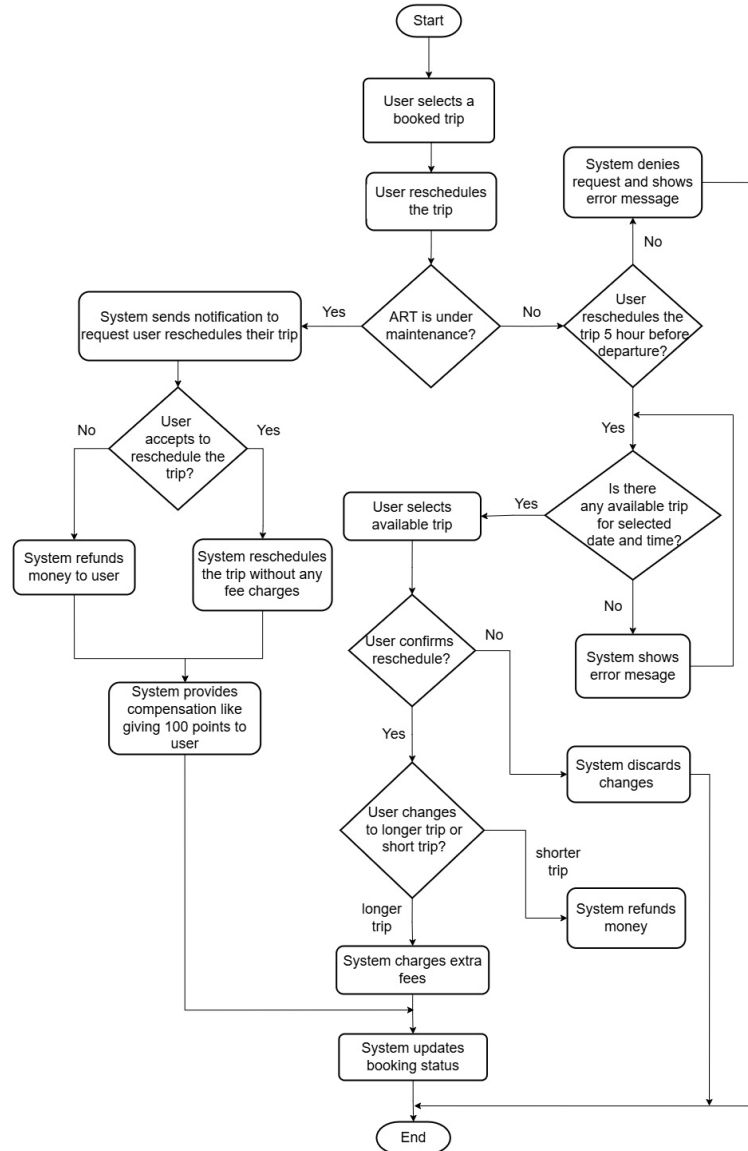 Start
User selects a
booked trip
User reschedules
the trip
System denies
request and shows
error message
No
ART is under
maintenance?
Yes
No
User
reschedules the
trip 5 hour before
departure?
System sends notification to
request user reschedules their trip
User
accepts to
reschedule the
trip?
No
Yes
Yes
Is there
any available trip
for selected
date and time?
Yes
User selects
available trip
No
System shows
error mesage
System refunds
money to user
System reschedules
the trip without any
fee charges
User confirms
reschedule?
No
Yes
System provides
compensation like
giving 100 points to
user
System discards
changes
User changes
to longer trip or
short trip?
shorter
trip
System refunds
money
longer
trip
System charges extra
fees
System updates
booking status
End